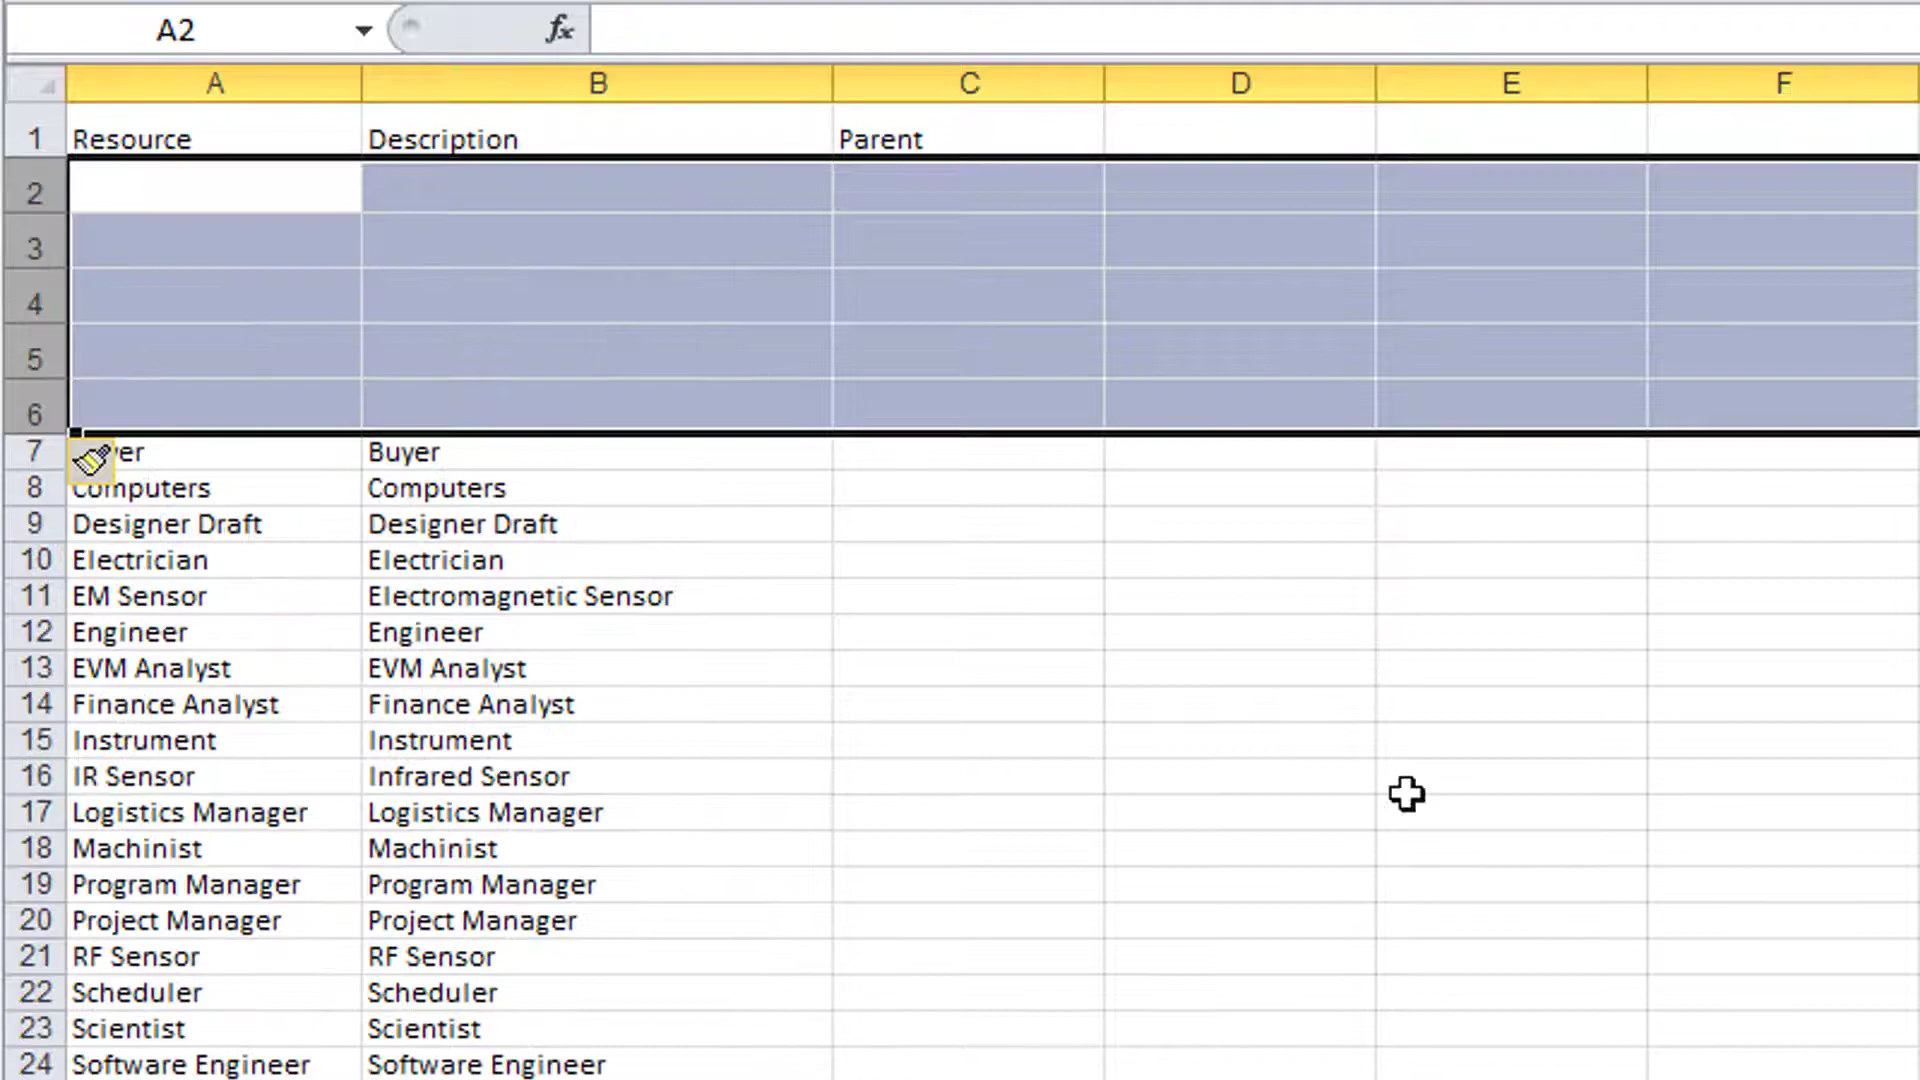 A2 fx
A B C D E F
1 Resource Description Parent
2
3
4
5
6
7 er Buyer
8 Computers Computers
9 Designer Draft Designer Draft
10 Electrician Electrician
11 EM Sensor Electromagnetic Sensor
12 Engineer Engineer
13 EVM Analyst EVM Analyst
14 Finance Analyst Finance Analyst
15 Instrument Instrument
16 IR Sensor Infrared Sensor
17 Logistics Manager Logistics Manager
18 Machinist Machinist
19 Program Manager Program Manager
20 Project Manager Project Manager
21 RF Sensor RF Sensor
22 Scheduler Scheduler
23 Scientist Scientist
24 Software Engineer Software Engineer